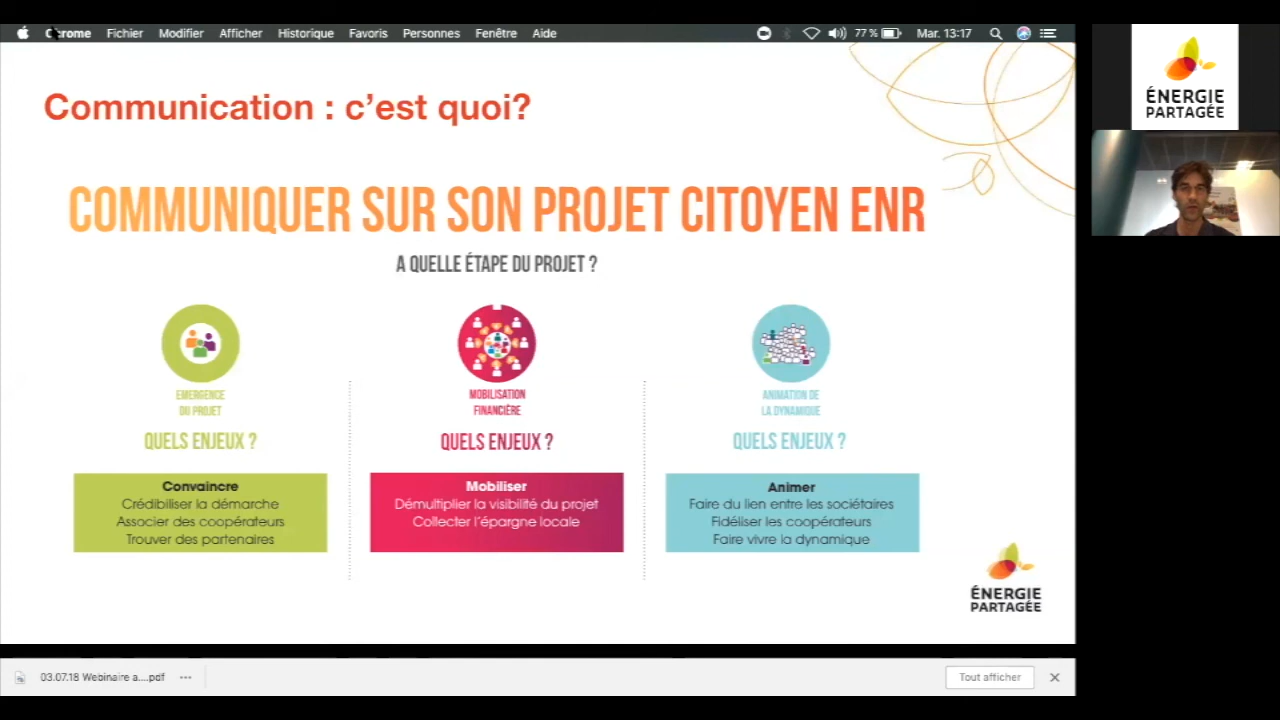 Chrome Fichier Modifier Afficher Historique Favoris Personnes Fenêtre Aide 77 % Mar. 13:17
Communication : c’est quoi?
COMMUNIQUER SUR SON PROJET CITOYEN ENR
A QUELLE ÉTAPE DU PROJET ?
EMERGENCE
DU PROJET
QUELS ENJEUX ?
Convaincre
Crédibiliser la démarche
Associer des coopérateurs
Trouver des partenaires
MOBILISATION
FINANCIÈRE
QUELS ENJEUX ?
Mobiliser
Démultiplier la visibilité du projet
Collecter l’épargne locale
ANIMATION DE
LA DYNAMIQUE
QUELS ENJEUX ?
Animer
Faire du lien entre les sociétaires
Fidéliser les coopérateurs
Faire vivre la dynamique
ÉNERGIE
PARTAGÉE
ÉNERGIE
PARTAGÉE
03.07.18 Webinaire a....pdf
Tout afficher